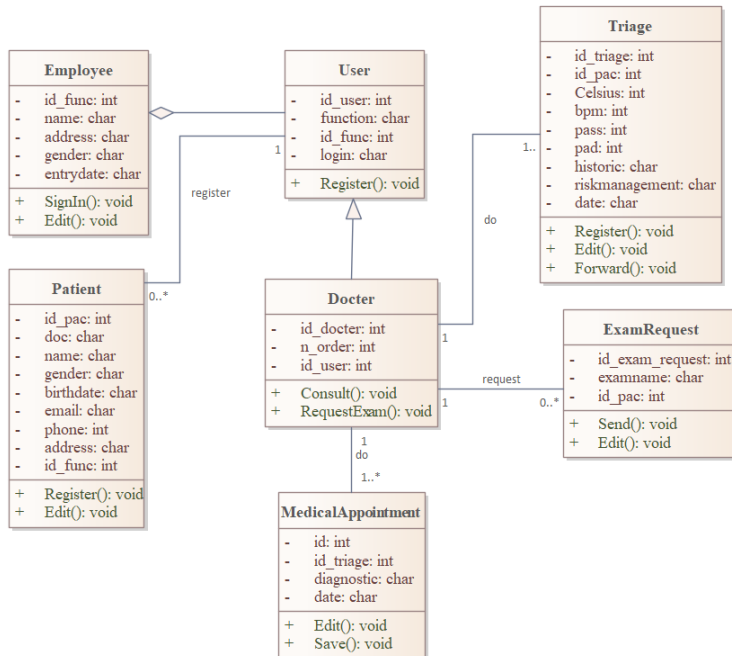 Employee
- id_func: int
- name: char
- address: char
- gender: char
- entrydate: char
+ SignIn(): void
+ Edit(): void
User
- id_user: int
- function: char
- id_func: int
- login: char
+ Register(): void
Triage
- id_triage: int
- id_pac: int
- Celsius: int
- bpm: int
- pass: int
- pad: int
- historic: char
- riskmanagement: char
- date: char
+ Register(): void
+ Edit(): void
+ Forward(): void
1
register
0..*
1..
do
1
Patient
- id_pac: int
- doc: char
- name: char
- gender: char
- birthdate: char
- email: char
- phone: int
- address: char
- id_func: int
+ Register(): void
+ Edit(): void
Docter
- id_docter: int
- n_order: int
- id_user: int
+ Consult(): void
+ RequestExam(): void
request
1
0..*
ExamRequest
- id_exam_request: int
- examname: char
- id_pac: int
+ Send(): void
+ Edit(): void
1
do
1..*
MedicalAppointment
- id: int
- id_triage: int
- diagnostic: char
- date: char
+ Edit(): void
+ Save(): void